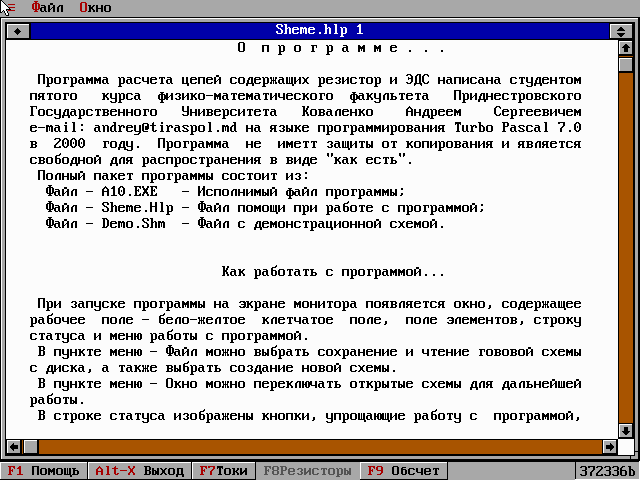 ≡ Файл Окно
Sheme.hlp 1
О программе...
Программа расчета цепей содержащих резистор и ЭДС написана студентом
пятого курса физико-математического факультета Приднестровского
Государственного Университета Коваленко Андреем Сергеевичем
e-mail: andrey@tiraspol.md на языке программирования Turbo Pascal 7.0
в 2000 году. Программа не иметт защиты от копирования и является
свободной для распространения в виде "как есть".
Полный пакет программы состоит из:
Файл - A10.EXE - Исполнимый файл программы;
Файл - Sheme.Hlp - Файл помощи при работе с программой;
Файл - Demo.Shm - Файл с демонстрационной схемой.
Как работать с программой...
При запуске программы на экране монитора появляется окно, содержащее
рабочее поле - бело-желтое клетчатое поле, поле элементов, строку
статуса и меню работы с программой.
В пункте меню - Файл можно выбрать сохранение и чтение гововой схемы
с диска, а также выбрать создание новой схемы.
В пункте меню - Окно можно переключать открытые схемы для дальнейшей
работы.
В строке статуса изображены кнопки, упрощающие работу с программой,
F1 Помощь Alt-X Выход F7Токи F8Резисторы F9 Обсчет 372336b